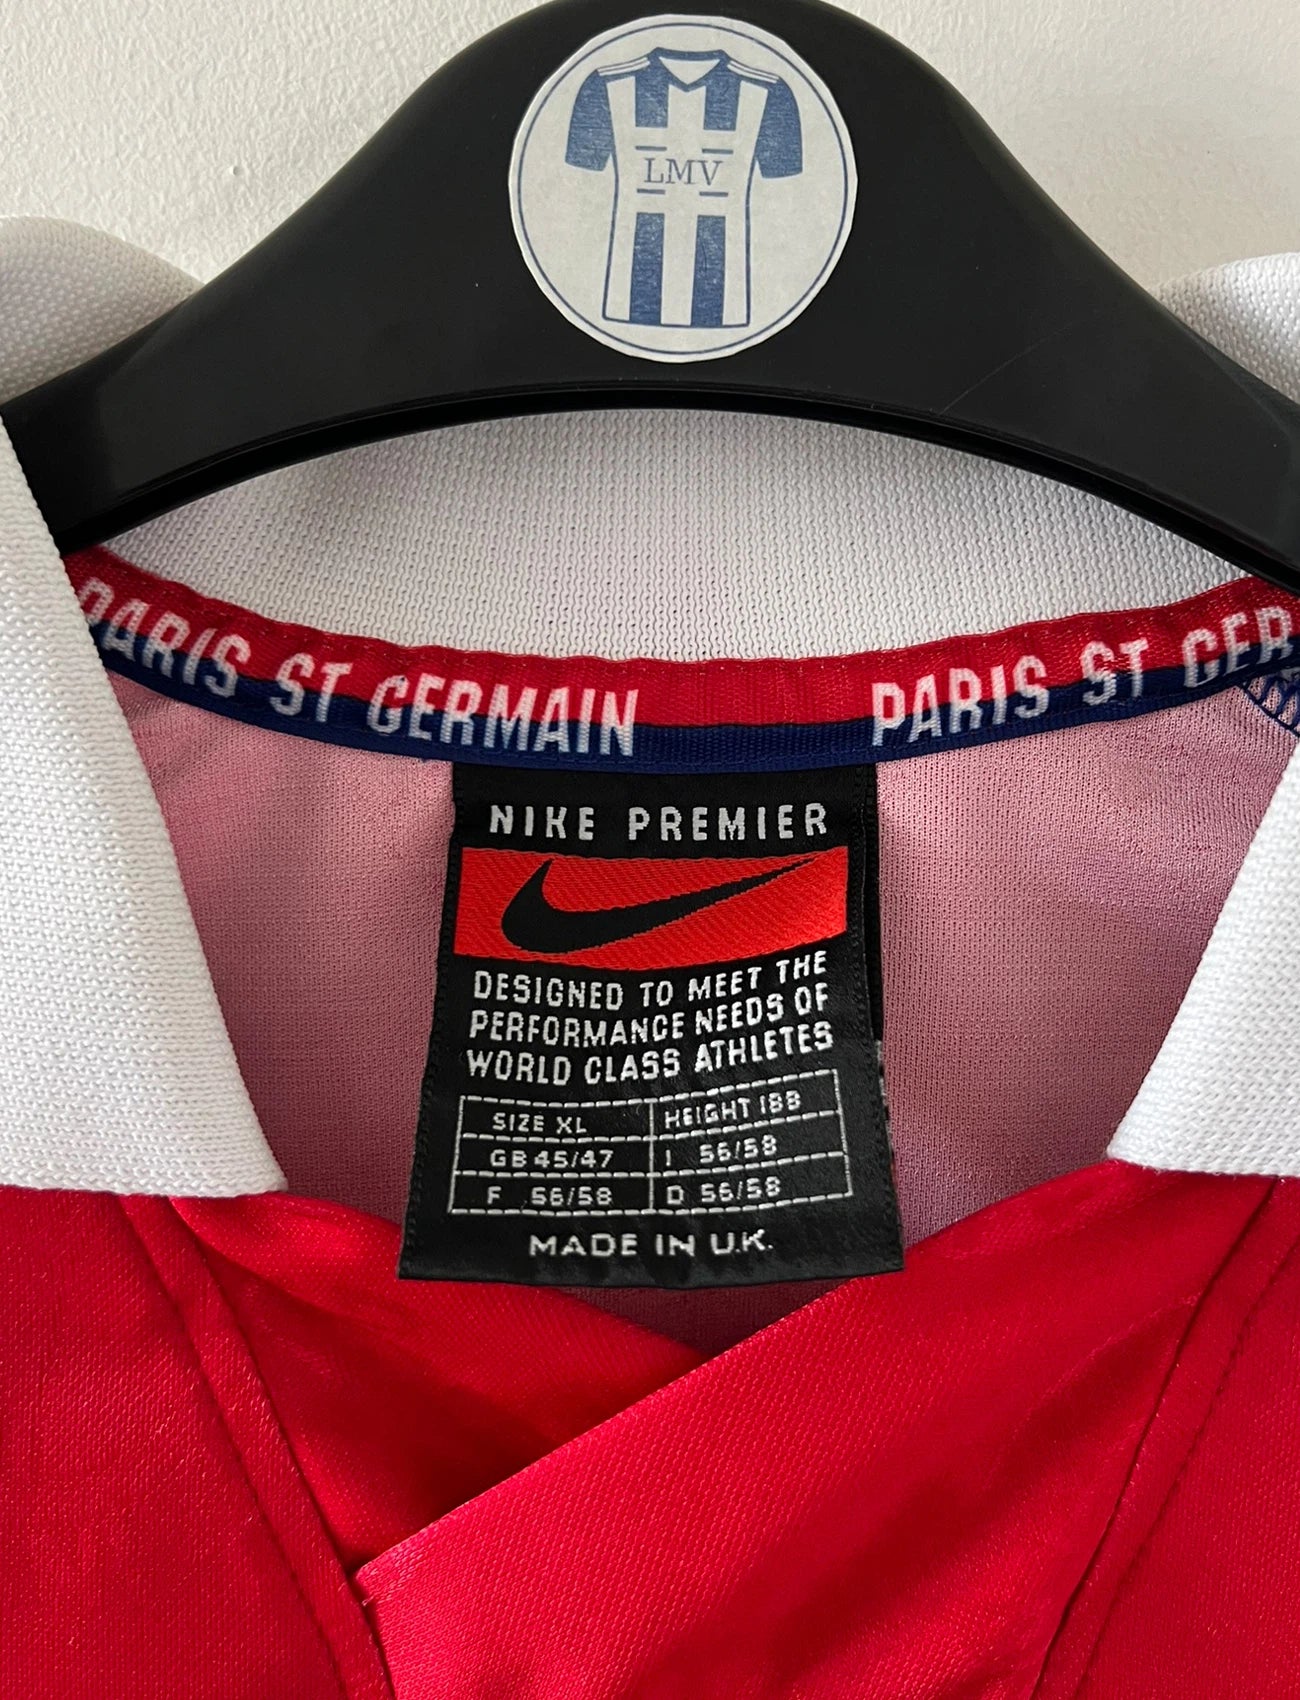 LMV
PARIS ST GERMAIN PARIS ST GER
NIKE PREMIER
DESIGNED TO MEET THE
PERFORMANCE NEEDS OF
WORLD CLASS ATHLETES
SIZE XL HEIGHT 188
GB 45/47 I 56/58
F 56/58 D 56/58
MADE IN U.K.